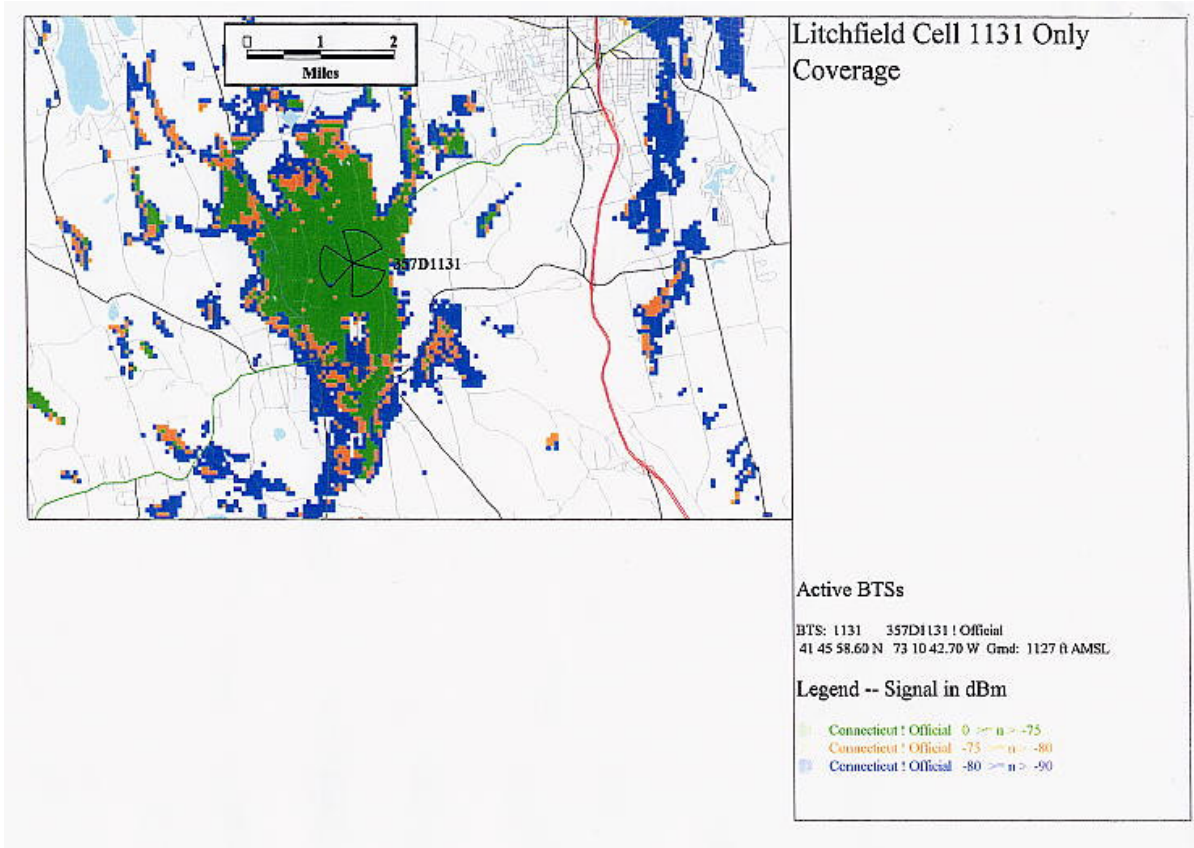 0 1 2
Miles
357D1131
Litchfield Cell 1131 Only
Coverage
Active BTSs
BTS: 1131 357D1131 ! Official
41 45 58.60 N 73 10 42.70 W Grnd: 1127 ft AMSL
Legend -- Signal in dBm
Connecticut ! Official 0 >= n > -75
Connecticut ! Official -75 >= n > -80
Connecticut ! Official -80 >= n > -90